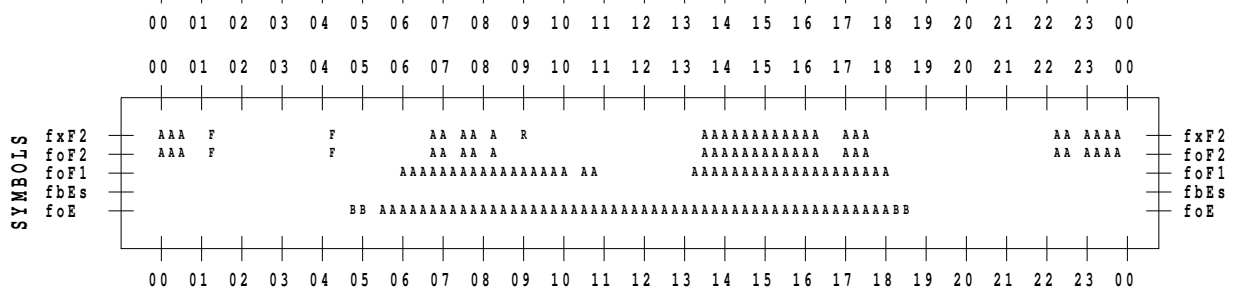 00 01 02 03 04 05 06 07 08 09 10 11 12 13 14 15 16 17 18 19 20 21 22 23 00
00 01 02 03 04 05 06 07 08 09 10 11 12 13 14 15 16 17 18 19 20 21 22 23 00
SYMBOLS
fxF2 AAA F F AA AA A R AAAAAAAAAAAA AAA AA AAAA fxF2
foF2 AAA F F AA AA A AAAAAAAAAAAA AAA AA AAAA foF2
foF1 AAAAAAAAAAAAAAAAA AA AAAAAAAAAAAAAAAAAAAA foF1
fbEs fbEs
foE BB AAAAAAAAAAAAAAAAAAAAAAAAAAAAAAAAAAAAAAAAAAAAAAAAAAABB foE
00 01 02 03 04 05 06 07 08 09 10 11 12 13 14 15 16 17 18 19 20 21 22 23 00